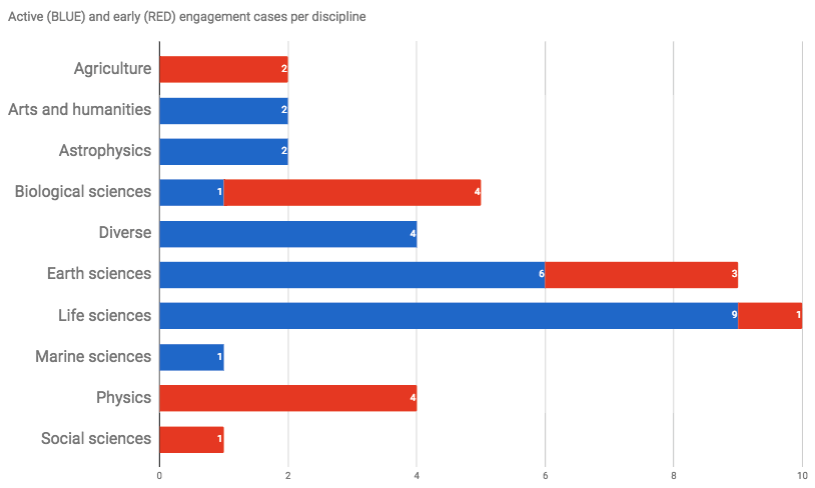 Active (BLUE) and early (RED) engagement cases per discipline
Agriculture 2
Arts and humanities 2
Astrophysics 2
Biological sciences 1 4
Diverse 4
Earth sciences 6 3
Life sciences 9 1
Marine sciences 1
Physics 4
Social sciences 1
0 2 4 6 8 10